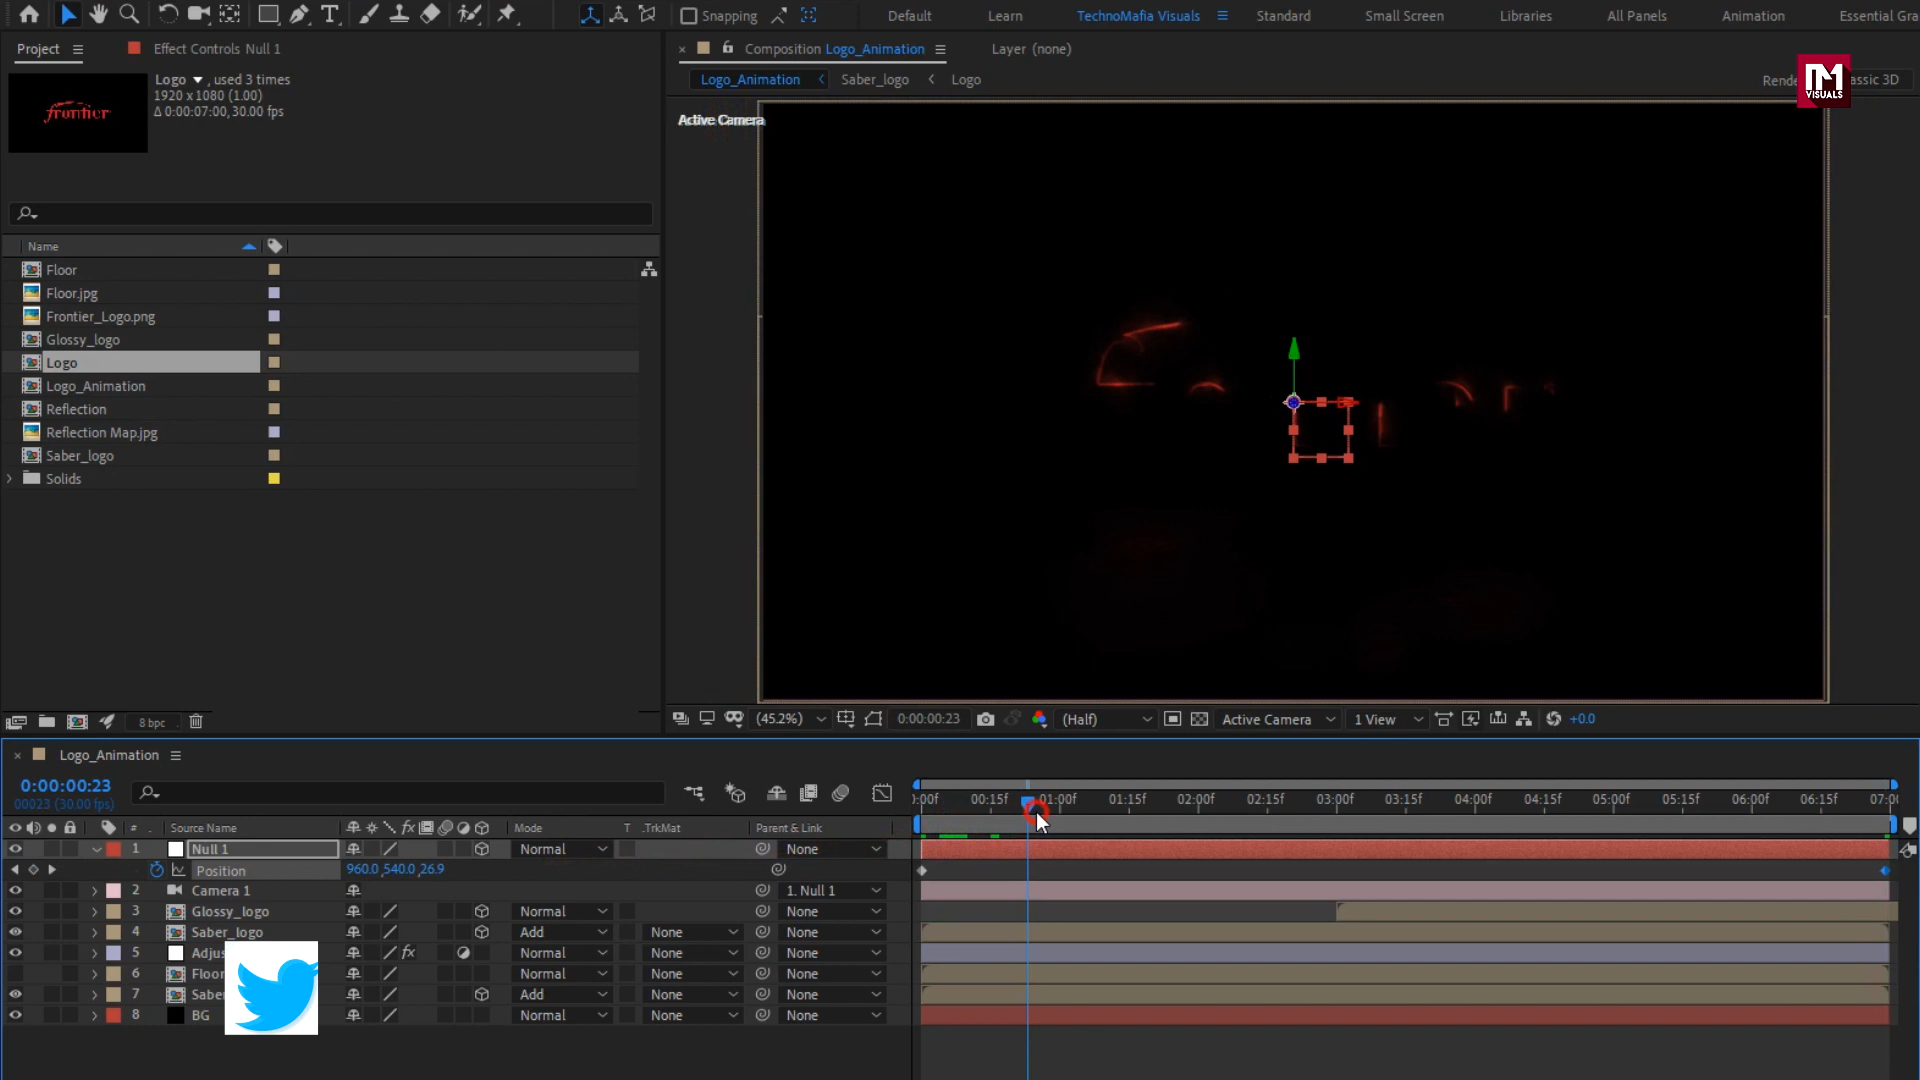 Snapping
Default
Learn
TechnoMafia Visuals
Standard
Small Screen
Libraries
All Panels
Animation
Essential Gra
Project
Effect Controls Null 1
Composition Logo_Animation
Layer (none)
Logo , used 3 times
1920 x 1080 (1.00)
Δ 0:00:07:00, 30.00 fps
frontier
Logo_Animation
Saber_logo
Logo
Rende
assic 3D
VISUALS
Active Camera
Name
Floor
Floor.jpg
Frontier_Logo.png
Glossy_logo
Logo
Logo_Animation
Reflection
Reflection Map.jpg
Saber_logo
Solids
8 bpc
(45.2%)
0:00:00:23
(Half)
Active Camera
1 View
+0.0
Logo_Animation
0:00:00:23
00023 (30.00 fps)
):00f 00:15f 01:00f 01:15f 02:00f 02:15f 03:00f 03:15f 04:00f 04:15f 05:00f 05:15f 06:00f 06:15f 07:00
# . Source Name fx Mode T .TrkMat Parent & Link
1 Null 1 Normal None
Position 960.0,540.0,26.9
2 Camera 1 1. Null 1
3 Glossy_logo Normal None
4 Saber_logo Add None None
5 Adjus fx Normal None None
6 Floor Normal None None
7 Sabe Add None None
8 BG Normal None None